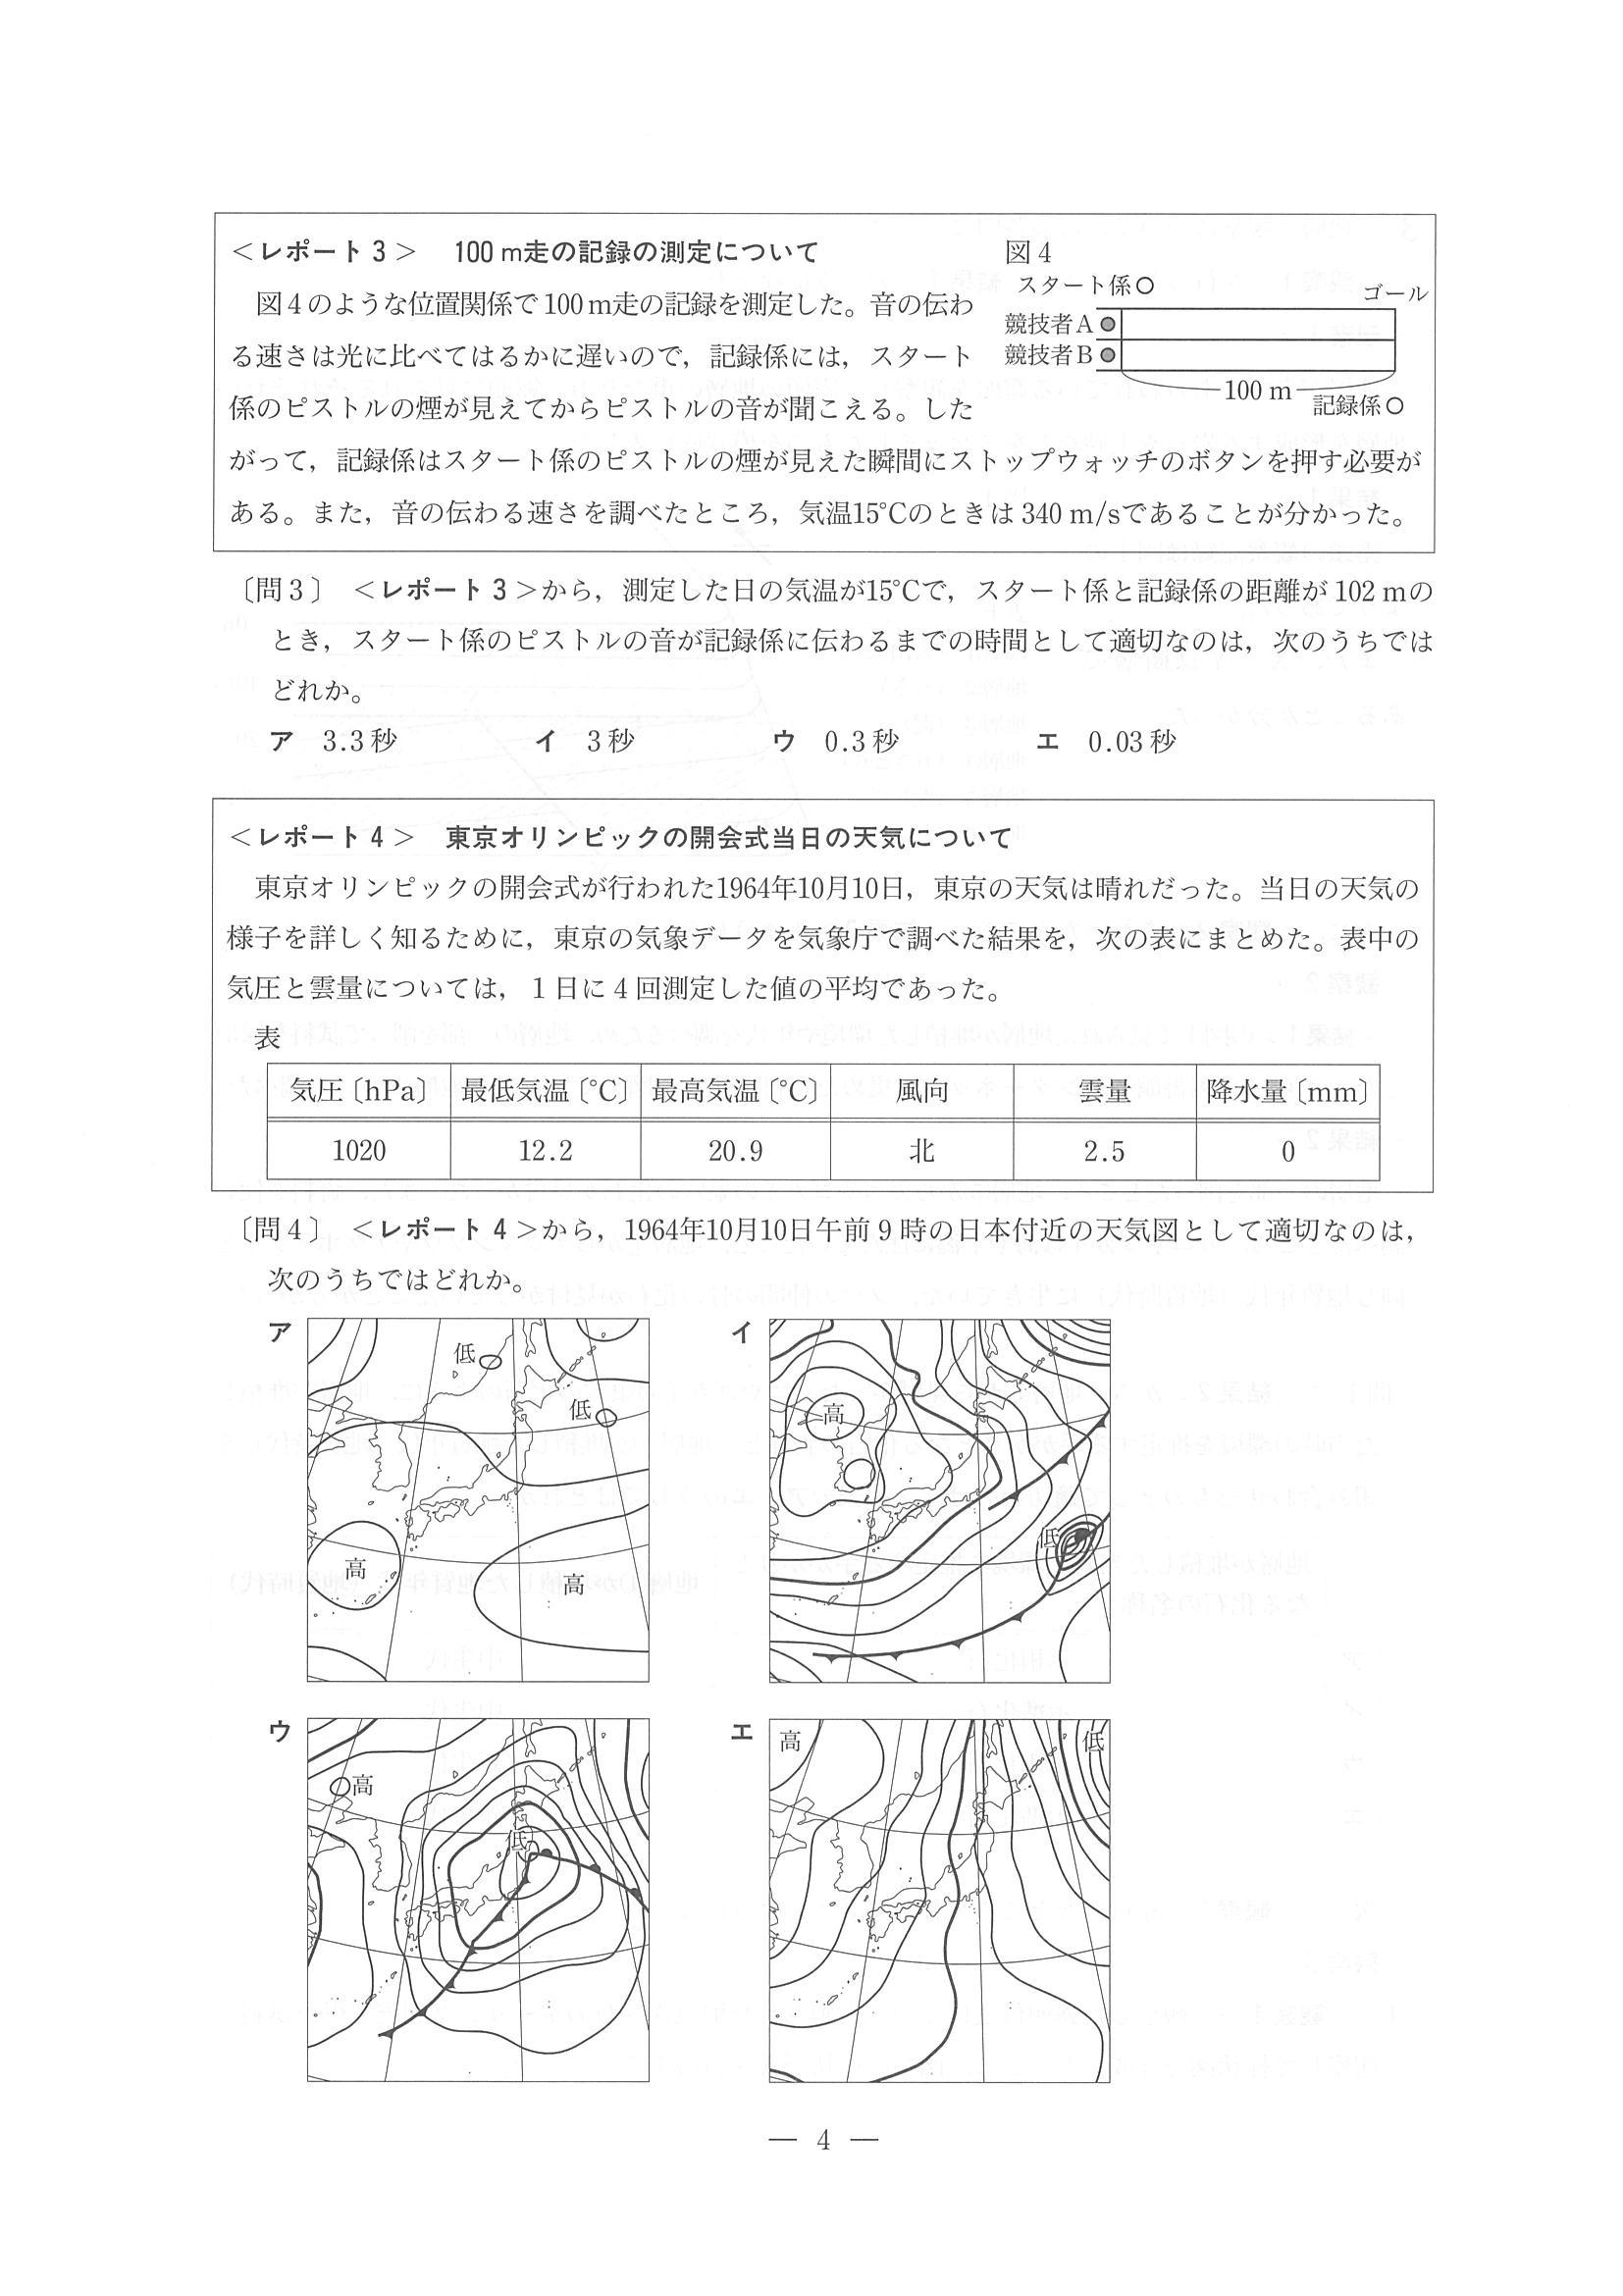 ＜レポート 3＞　100 m走の記録の測定について
図4
スタート係
ゴール
競技者A
競技者B
100 m
記録係
図4のような位置関係で100 m走の記録を測定した。音の伝わ
る速さは光に比べてはるかに遅いので，記録係には，スタート
係のピストルの煙が見えてからピストルの音が聞こえる。した
がって，記録係はスタート係のピストルの煙が見えた瞬間にストップウォッチのボタンを押す必要が
ある。また，音の伝わる速さを調べたところ，気温15℃のときは340 m/sであることが分かった。
〔問3〕　＜レポート 3＞から，測定した日の気温が15℃で，スタート係と記録係の距離が102 mの
とき，スタート係のピストルの音が記録係に伝わるまでの時間として適切なのは，次のうちでは
どれか。
ア　3.3秒　　イ　3秒　　ウ　0.3秒　　エ　0.03秒
＜レポート 4＞　東京オリンピックの開会式当日の天気について
東京オリンピックの開会式が行われた1964年10月10日，東京の天気は晴れだった。当日の天気の
様子を詳しく知るために，東京の気象データを気象庁で調べた結果を，次の表にまとめた。表中の
気圧と雲量については，1日に4回測定した値の平均であった。
表
気圧〔hPa〕　最低気温〔℃〕　最高気温〔℃〕　風向　雲量　降水量〔mm〕
1020　12.2　20.9　北　2.5　0
〔問4〕　＜レポート 4＞から，1964年10月10日午前9時の日本付近の天気図として適切なのは，
次のうちではどれか。
ア
低
低
高
高
イ
高
低
ウ
高
低
エ
高
低
— 4 —